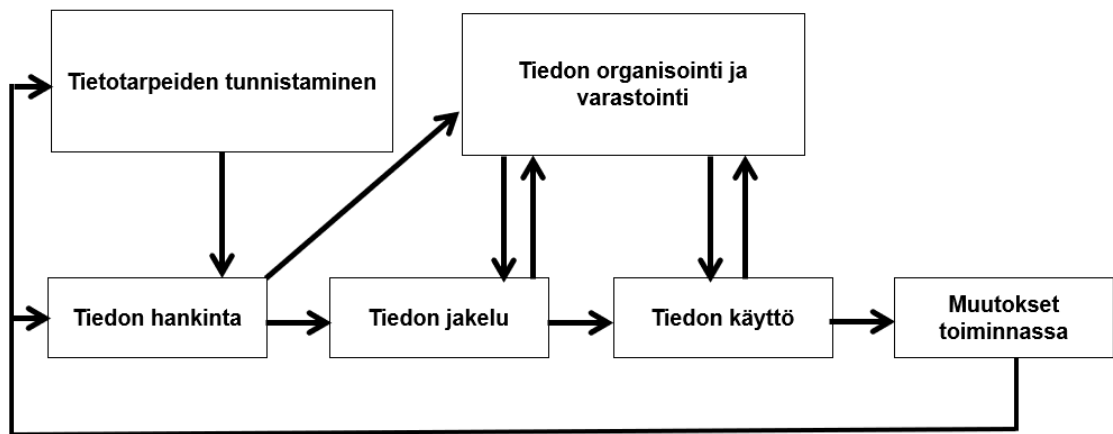 Tietotarpeiden tunnistaminen
Tiedon organisointi ja
varastointi
Tiedon hankinta
Tiedon jakelu
Tiedon käyttö
Muutokset
toiminnassa